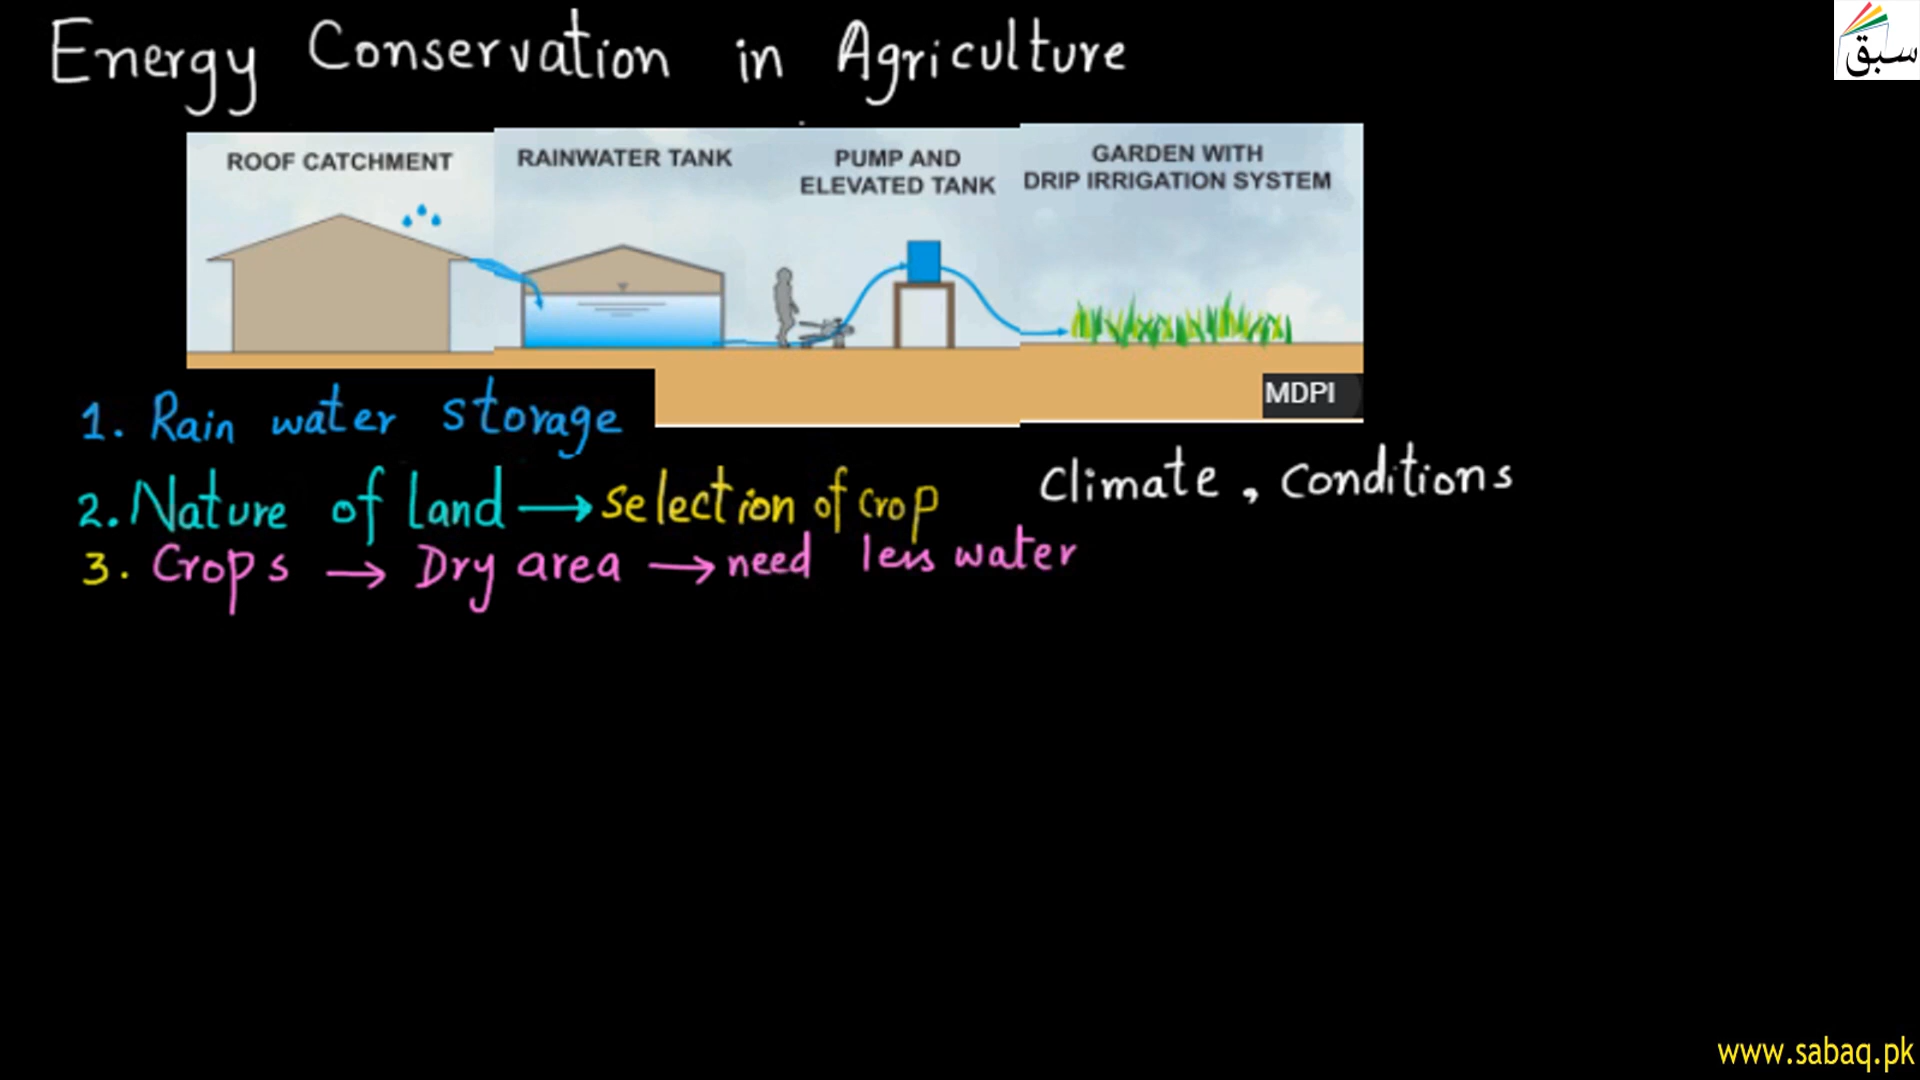 Energy Conservation in Agriculture
سبق
ROOF CATCHMENT
RAINWATER TANK
PUMP AND
ELEVATED TANK
GARDEN WITH
DRIP IRRIGATION SYSTEM
MDPI
1. Rain water storage
2. Nature of land → selection of crop
Climate, Conditions
3. Crops → Dry area → need less water
www.sabaq.pk